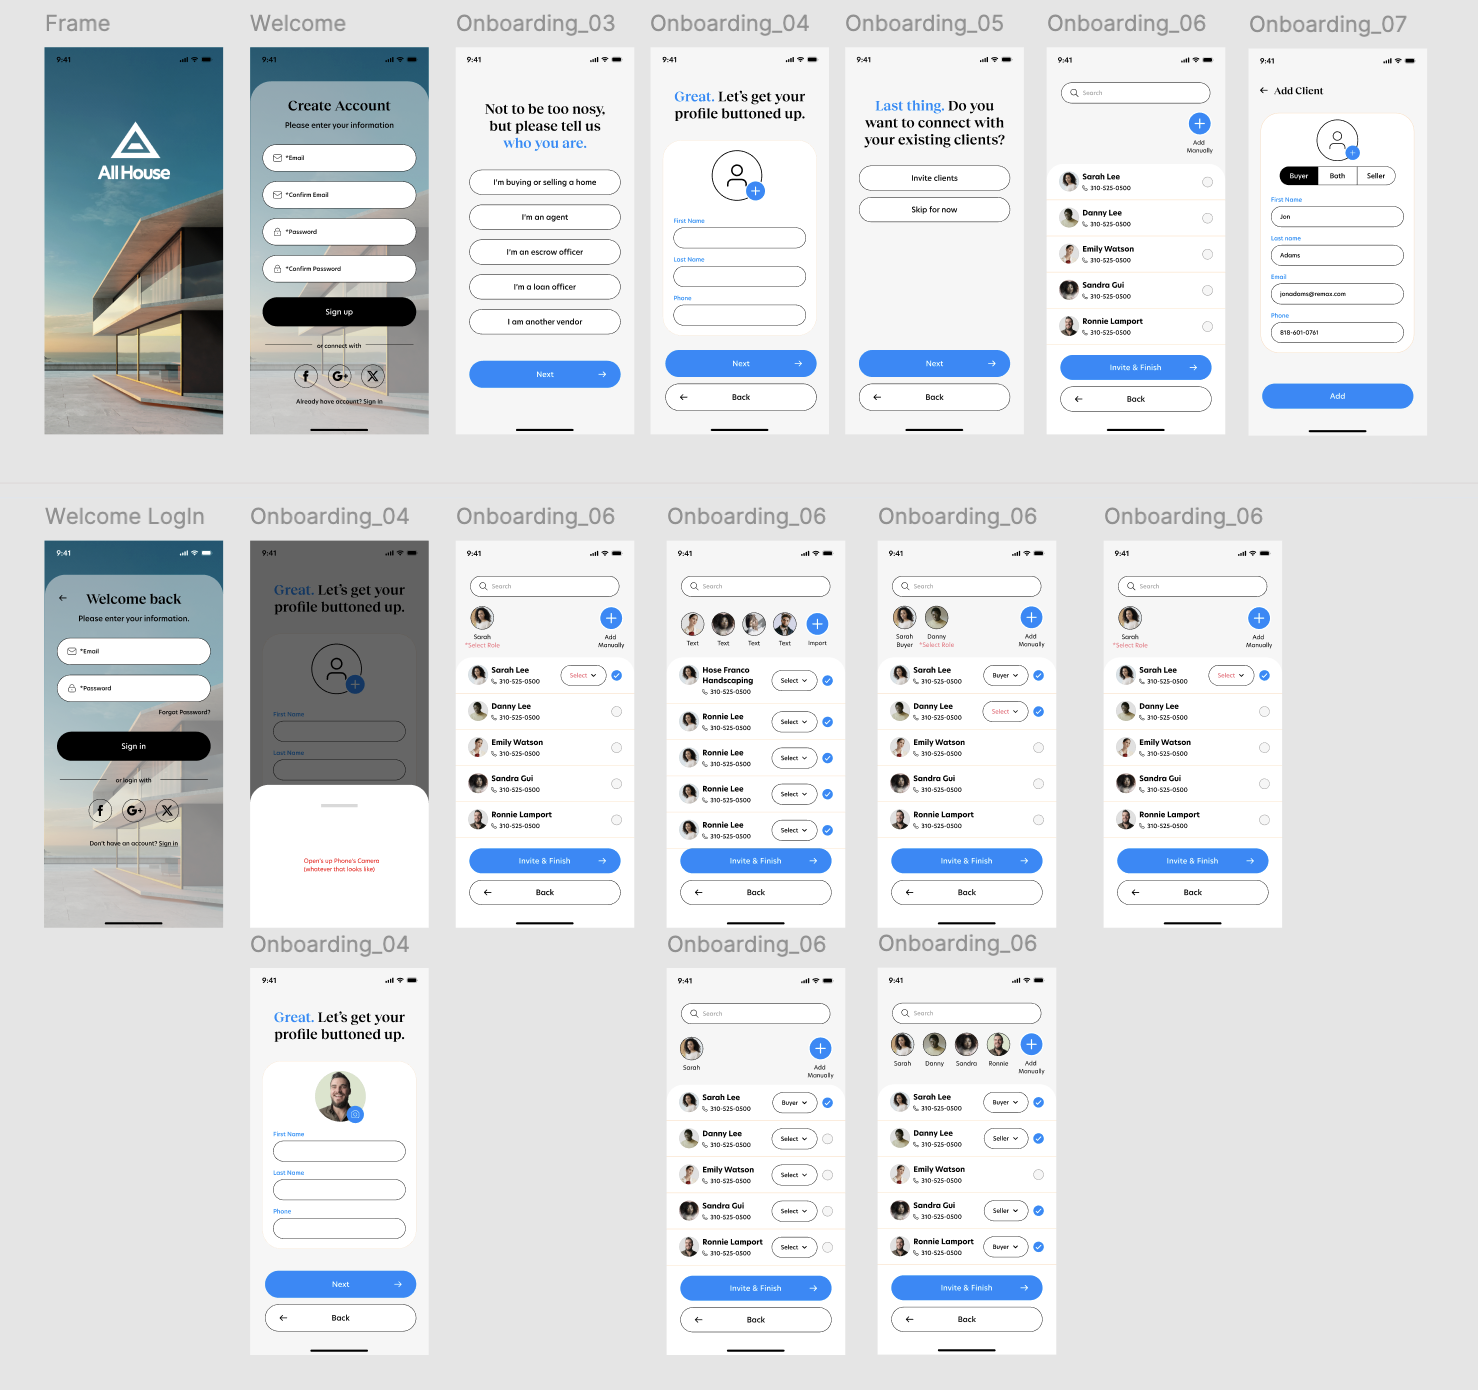 Frame
9:41
All House
Welcome
9:41
Create Account
Please enter your information
*Email
*Confirm Email
*Password
*Confirm Password
Sign up
or connect with
Already have account? Sign in
Onboarding_03
9:41
Not to be too nosy,
but please tell us
who you are.
I'm buying or selling a home
I'm an agent
I'm an escrow officer
I'm a loan officer
I am another vendor
Next
Onboarding_04
9:41
Great. Let's get your
profile buttoned up.
First Name
Last Name
Phone
Next
Back
Onboarding_05
9:41
Last thing. Do you
want to connect with
your existing clients?
Invite clients
Skip for now
Next
Back
Onboarding_06
9:41
Search
Add
Manually
Sarah Lee
310-525-0500
Danny Lee
310-525-0500
Emily Watson
310-525-0500
Sandra Gui
310-525-0500
Ronnie Lamport
310-525-0500
Invite & Finish
Back
Onboarding_07
9:41
Add Client
Buyer Bath Seller
First Name
Jon
Last name
Adams
Email
jonadams@remax.com
Phone
818-601-0761
Add
Welcome LogIn
9:41
Welcome back
Please enter your information.
*Email
*Password
Forgot Password?
Sign in
or login with
Don't have an account? Sign in
Onboarding_04
9:41
Great. Let's get your
profile buttoned up.
First Name
Last Name
Open's up Phone's Camera
(whatever that looks like)
Onboarding_06
9:41
Search
Sarah
*Select Role
Add
Manually
Sarah Lee
310-525-0500
Select
Danny Lee
310-525-0500
Emily Watson
310-525-0500
Sandra Gui
310-525-0500
Ronnie Lamport
310-525-0500
Invite & Finish
Back
Onboarding_06
9:41
Search
Text Text Text Text Import
Hose Franco
Handscaping
310-525-0500
Select
Ronnie Lee
310-525-0500
Select
Ronnie Lee
310-525-0500
Select
Ronnie Lee
310-525-0500
Select
Ronnie Lee
310-525-0500
Select
Invite & Finish
Back
Onboarding_06
9:41
Search
Sarah
Buyer
Danny
*Select Role
Add
Manually
Sarah Lee
310-525-0500
Buyer
Danny Lee
310-525-0500
Select
Emily Watson
310-525-0500
Sandra Gui
310-525-0500
Ronnie Lamport
310-525-0500
Invite & Finish
Back
Onboarding_06
9:41
Search
Sarah
*Select Role
Add
Manually
Sarah Lee
310-525-0500
Select
Danny Lee
310-525-0500
Emily Watson
310-525-0500
Sandra Gui
310-525-0500
Ronnie Lamport
310-525-0500
Invite & Finish
Back
Onboarding_04
9:41
Great. Let's get your
profile buttoned up.
First Name
Last Name
Phone
Next
Back
Onboarding_06
9:41
Search
Sarah
Add
Manually
Sarah Lee
310-525-0500
Buyer
Danny Lee
310-525-0500
Select
Emily Watson
310-525-0500
Select
Sandra Gui
310-525-0500
Select
Ronnie Lamport
310-525-0500
Select
Invite & Finish
Back
Onboarding_06
9:41
Search
Sarah Danny Sandra Ronnie
Add
Manually
Sarah Lee
310-525-0500
Buyer
Danny Lee
310-525-0500
Seller
Emily Watson
310-525-0500
Sandra Gui
310-525-0500
Seller
Ronnie Lamport
310-525-0500
Buyer
Invite & Finish
Back